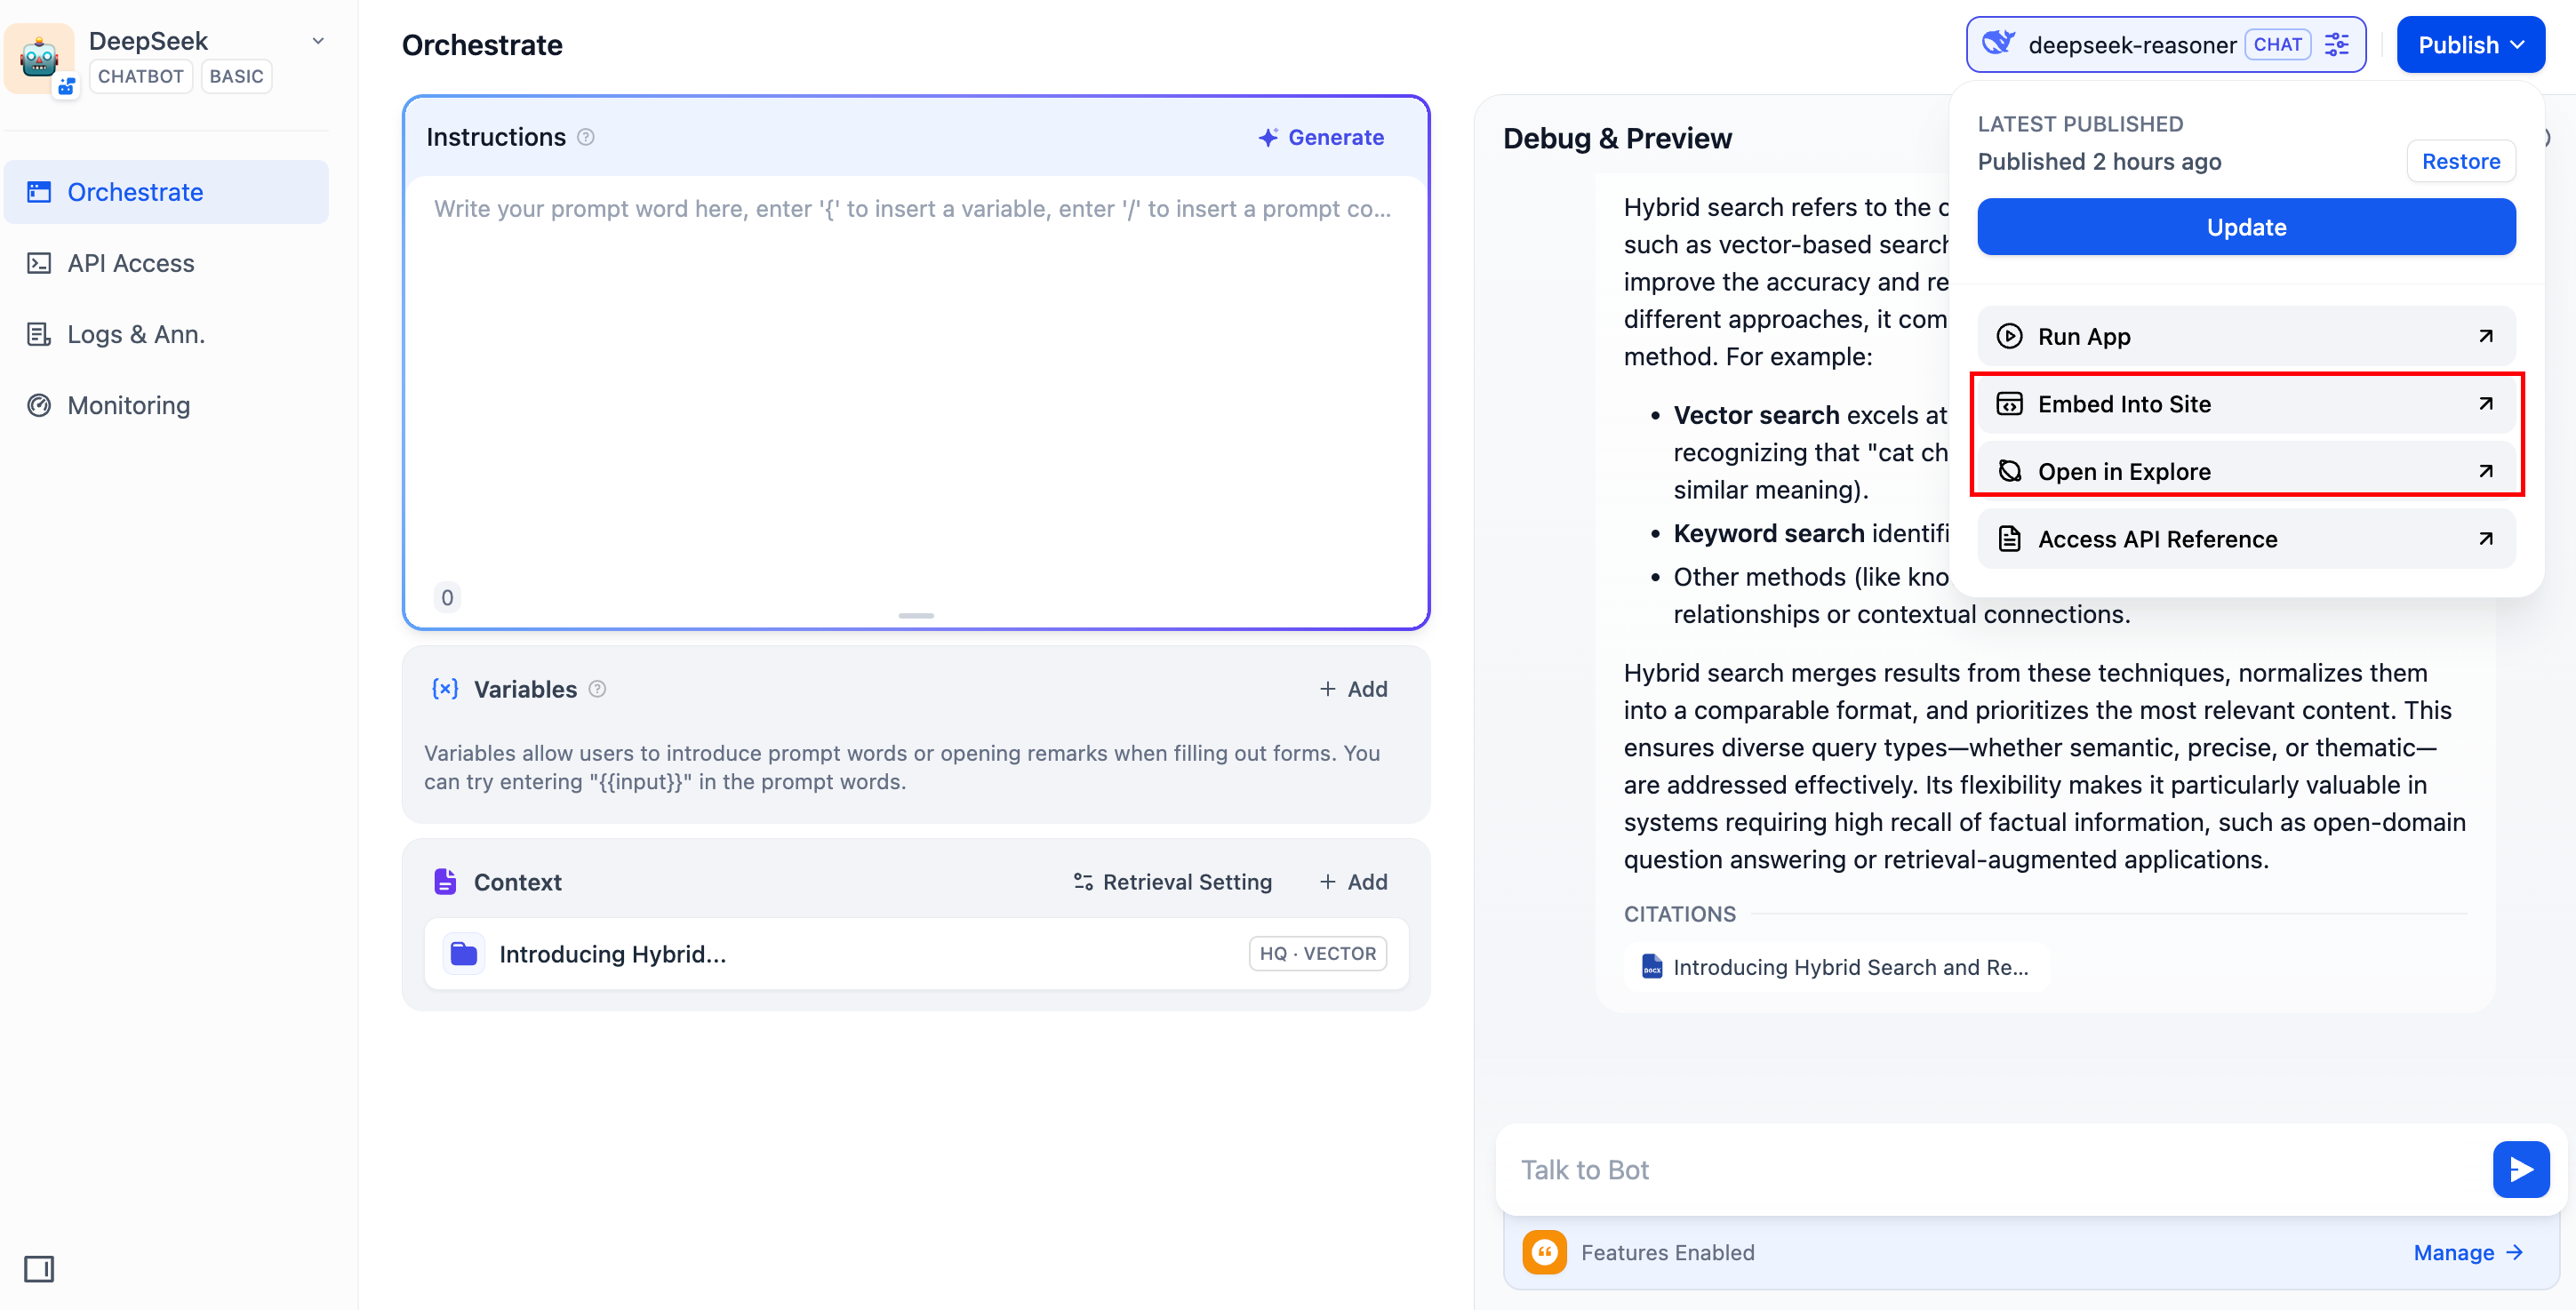 DeepSeek
CHATBOT
BASIC
Orchestrate
API Access
Logs & Ann.
Monitoring
Orchestrate
deepseek-reasoner
CHAT
Publish
Instructions
Generate
Write your prompt word here, enter '{' to insert a variable, enter '/' to insert a prompt co...
0
Variables
Add
Variables allow users to introduce prompt words or opening remarks when filling out forms. You
can try entering "{{input}}" in the prompt words.
Context
Retrieval Setting
Add
Introducing Hybrid...
HQ · VECTOR
Debug & Preview
Hybrid search refers to the
such as vector-based search
improve the accuracy and re
different approaches, it com
method. For example:
• Vector search excels at
recognizing that "cat ch
similar meaning).
• Keyword search identifi
• Other methods (like kno
relationships or contextual connections.
Hybrid search merges results from these techniques, normalizes them
into a comparable format, and prioritizes the most relevant content. This
ensures diverse query types—whether semantic, precise, or thematic—
are addressed effectively. Its flexibility makes it particularly valuable in
systems requiring high recall of factual information, such as open-domain
question answering or retrieval-augmented applications.
CITATIONS
DOCX
Introducing Hybrid Search and Re...
Talk to Bot
Features Enabled
Manage →
LATEST PUBLISHED
Published 2 hours ago
Restore
Update
Run App
Embed Into Site
Open in Explore
Access API Reference